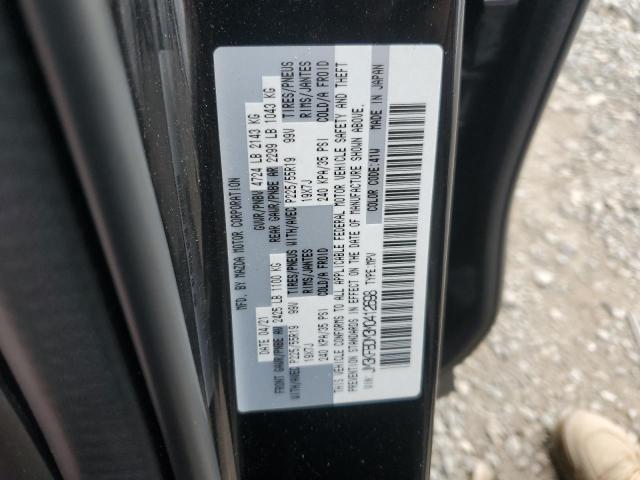 MFD. BY MAZDA MOTOR CORPORATION
DATE 04/21 GVWR/PNBV 4724 LB 2143 KG
FRONT GAWR/PNBE AV 2425 LB 1100 KG REAR GAWR/PNBE AR 2299 LB 1043 KG
WITH/AVEC P225/55R19 99V TIRES/PNEUS WITH/AVEC P225/55R19 99V TIRES/PNEUS
19X7J RIMS/JANTES 19X7J RIMS/JANTES
240 KPA/35 PSI COLD/A FROID 240 KPA/35 PSI COLD/A FROID
THIS VEHICLE CONFORMS TO ALL APPLICABLE FEDERAL MOTOR VEHICLE SAFETY AND THEFT
PREVENTION STANDARDS IN EFFECT ON THE DATE OF MANUFACTURE SHOWN ABOVE.
VIN: TYPE: MPV COLOR CODE: 41V MADE IN JAPAN